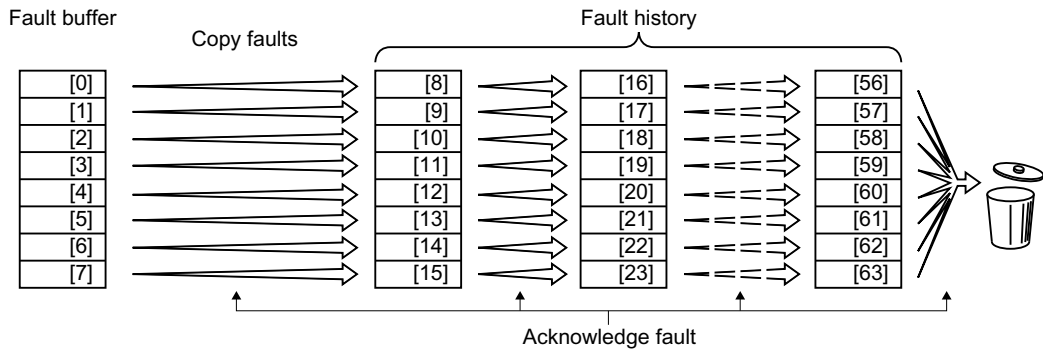 Fault buffer
Fault history
Copy faults
[0] [8] [16] [56]
[1] [9] [17] [57]
[2] [10] [18] [58]
[3] [11] [19] [59]
[4] [12] [20] [60]
[5] [13] [21] [61]
[6] [14] [22] [62]
[7] [15] [23] [63]
Acknowledge fault